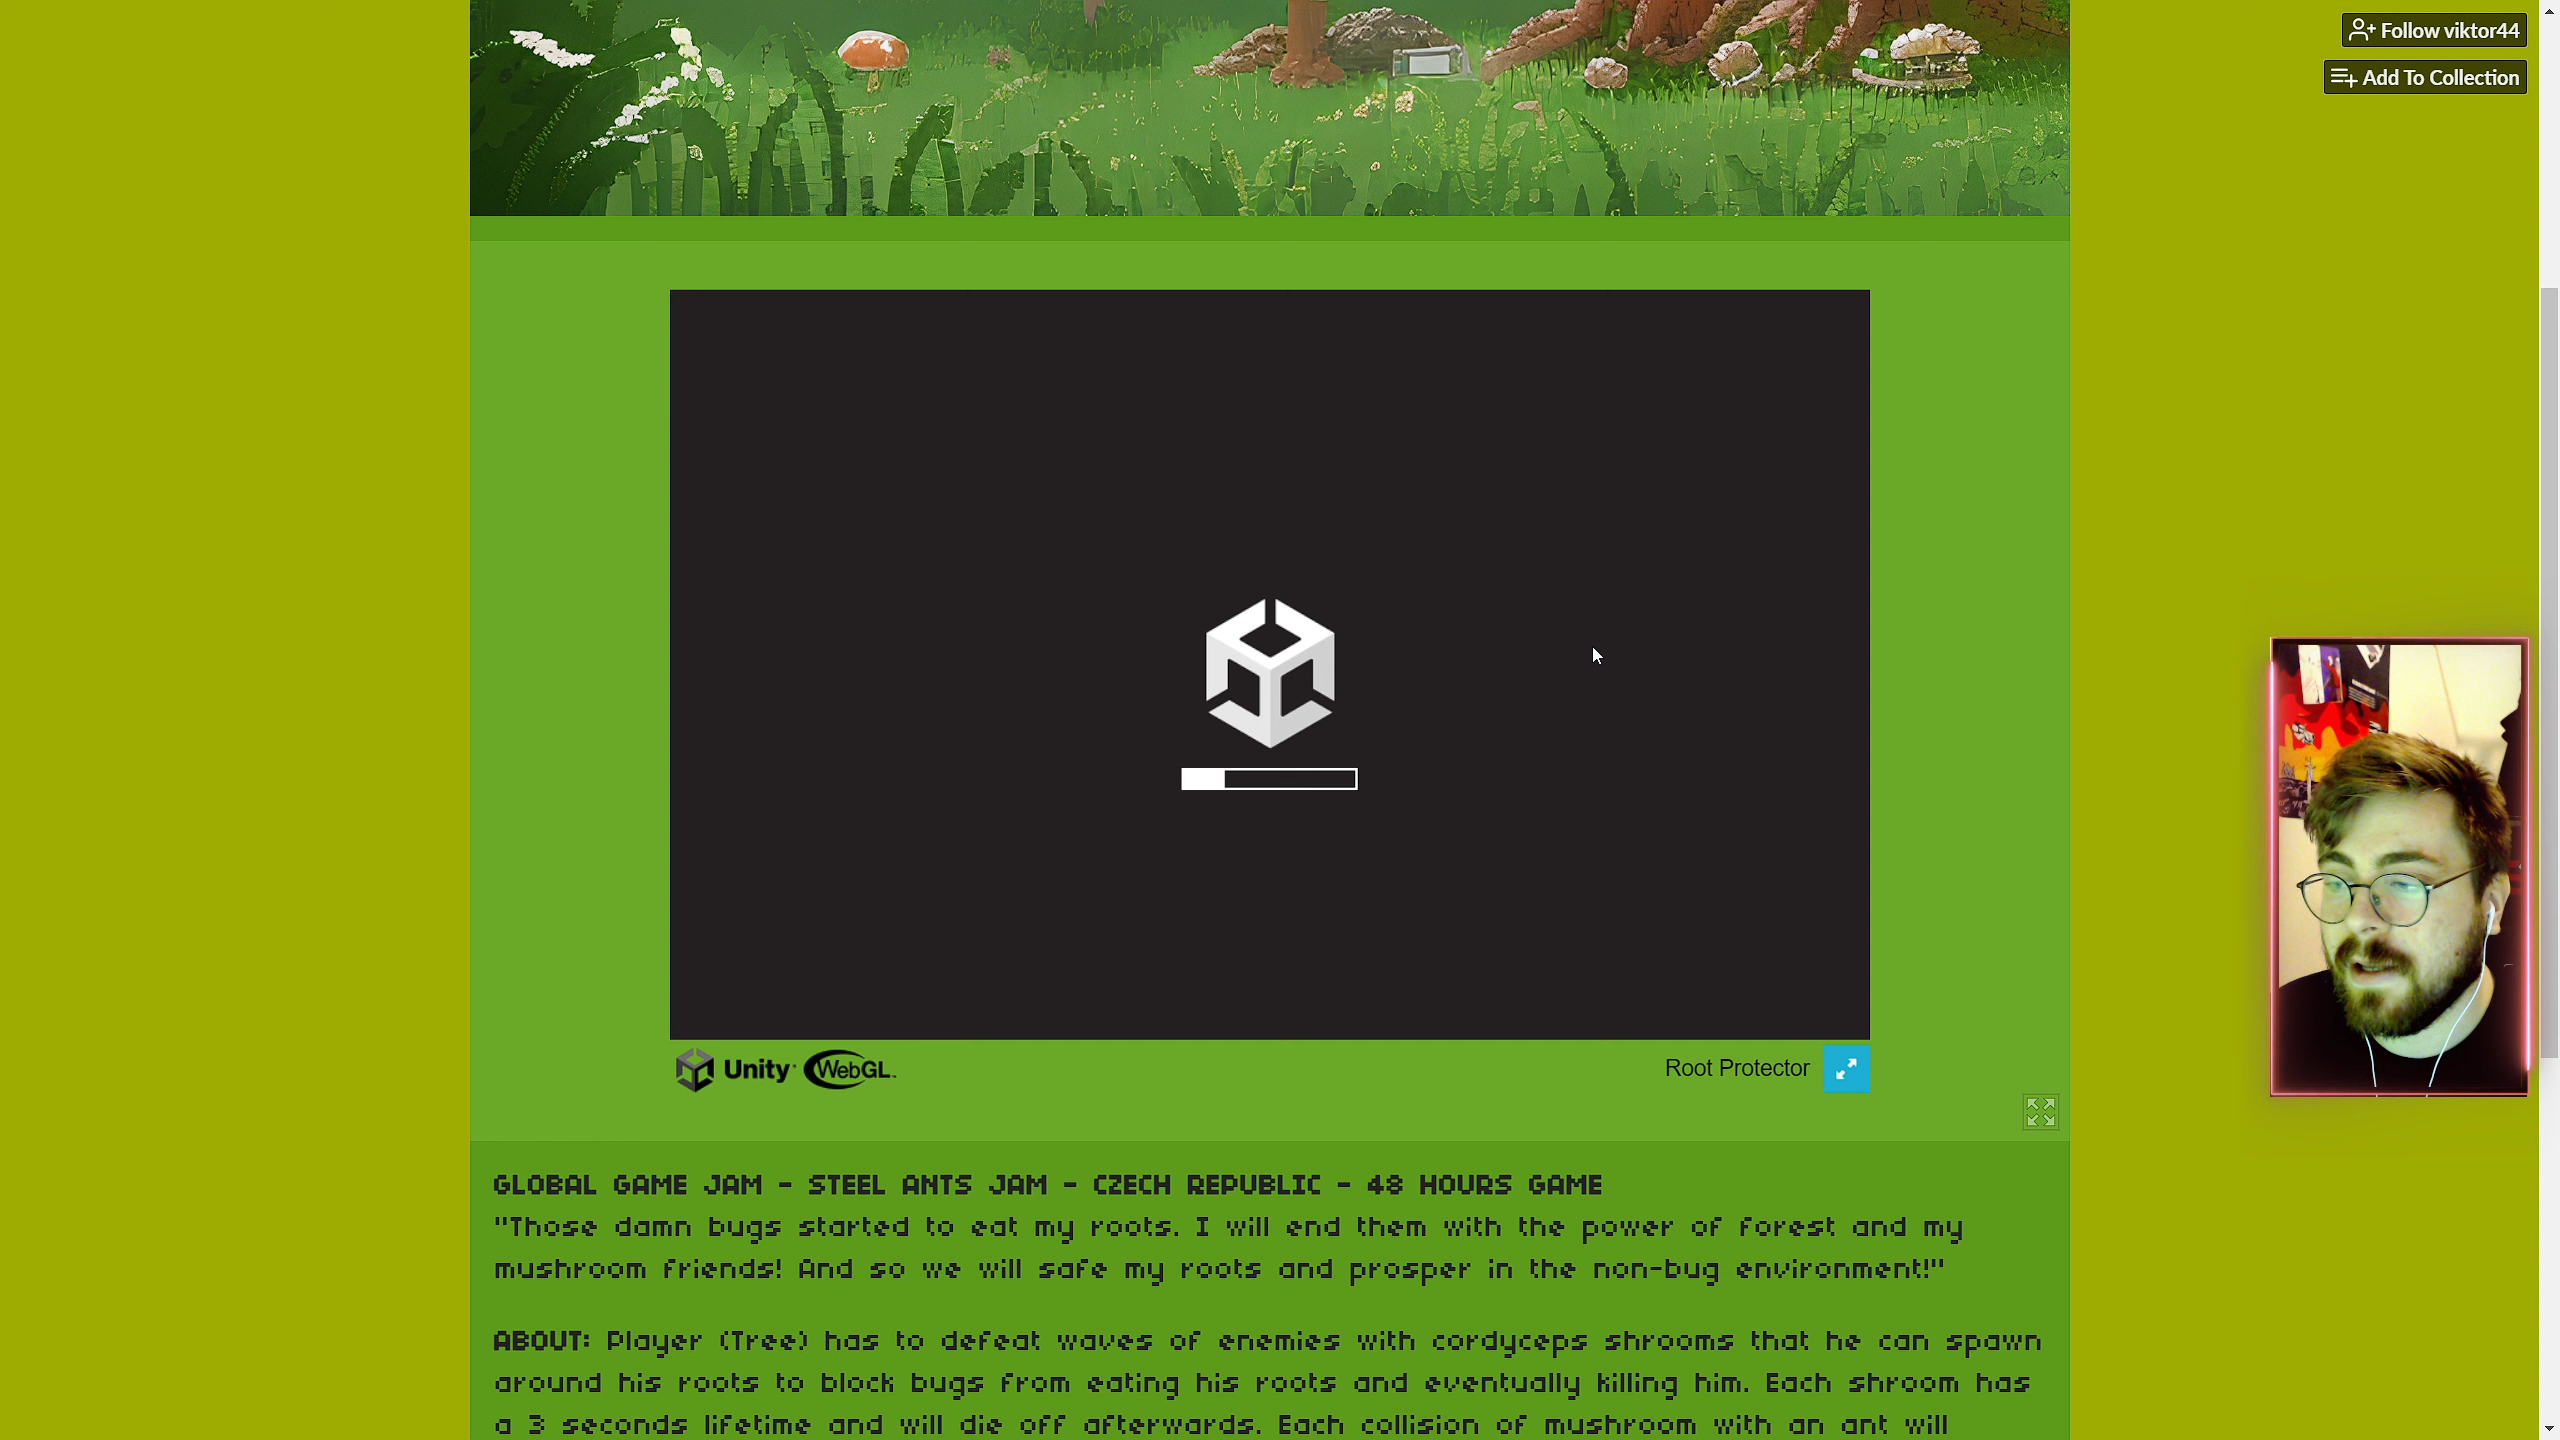 Follow viktor44
Add To Collection
Unity WebGL
Root Protector
GLOBAL GAME JAM - STEEL ANTS JAM - CZECH REPUBLIC - 48 HOURS GAME
"Those damn bugs started to eat my roots. I will end them with the power of forest and my
mushroom friends! And so we will safe my roots and prosper in the non-bug environment!"
ABOUT: Player (Tree) has to defeat waves of enemies with cordyceps shrooms that he can spawn
around his roots to block bugs from eating his roots and eventually killing him. Each shroom has
a 3 seconds lifetime and will die off afterwards. Each collision of mushroom with an ant will